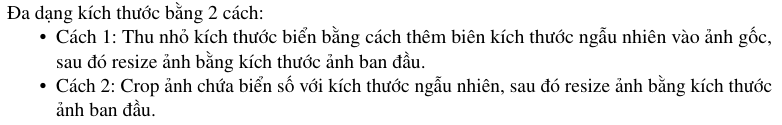 Đa dạng kích thước bằng 2 cách:
• Cách 1: Thu nhỏ kích thước biển bằng cách thêm biên kích thước ngẫu nhiên vào ảnh gốc,
sau đó resize ảnh bằng kích thước ảnh ban đầu.
• Cách 2: Crop ảnh chứa biển số với kích thước ngẫu nhiên, sau đó resize ảnh bằng kích thước
ảnh ban đầu.